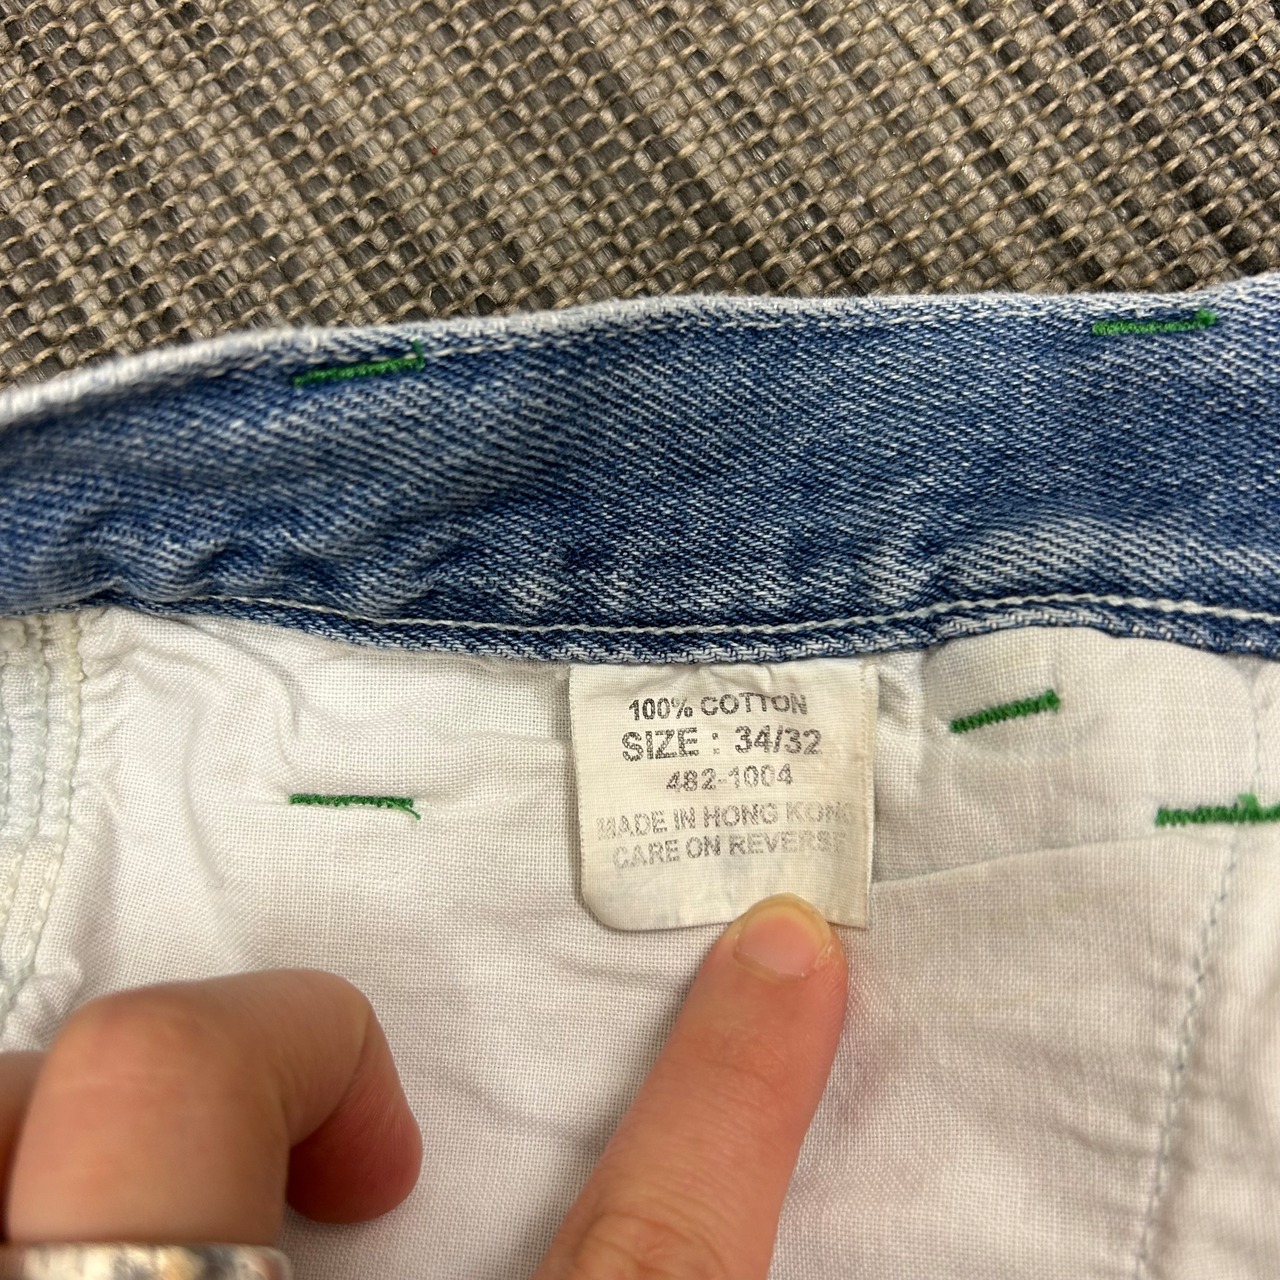 100% COTTON
SIZE : 34/32
482-1004
MADE IN HONG KONG
CARE ON REVERSE